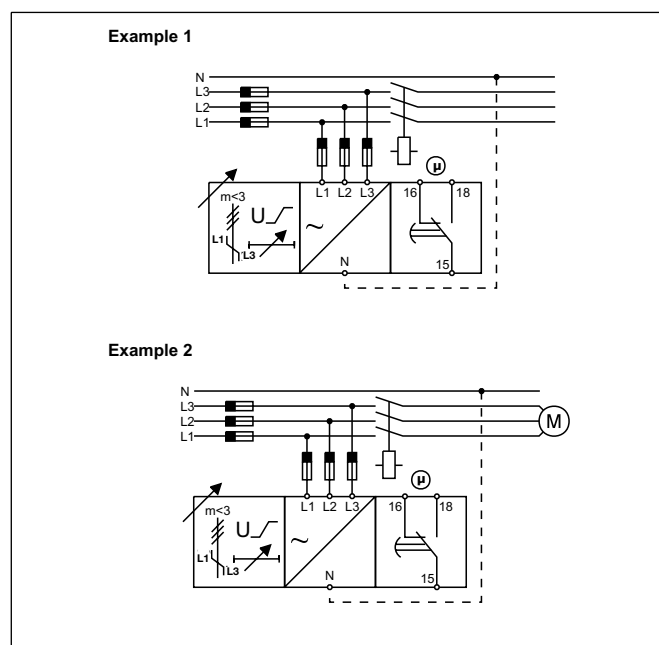 Example 1
N
L3
L2
L1
L1 L2 L3
16 µ 18
m<3
U
L1
L3
~
N
15
Example 2
N
L3
L2
L1
M
µ
L1 L2 L3
16 18
m<3
U
L1
L3
~
N
15